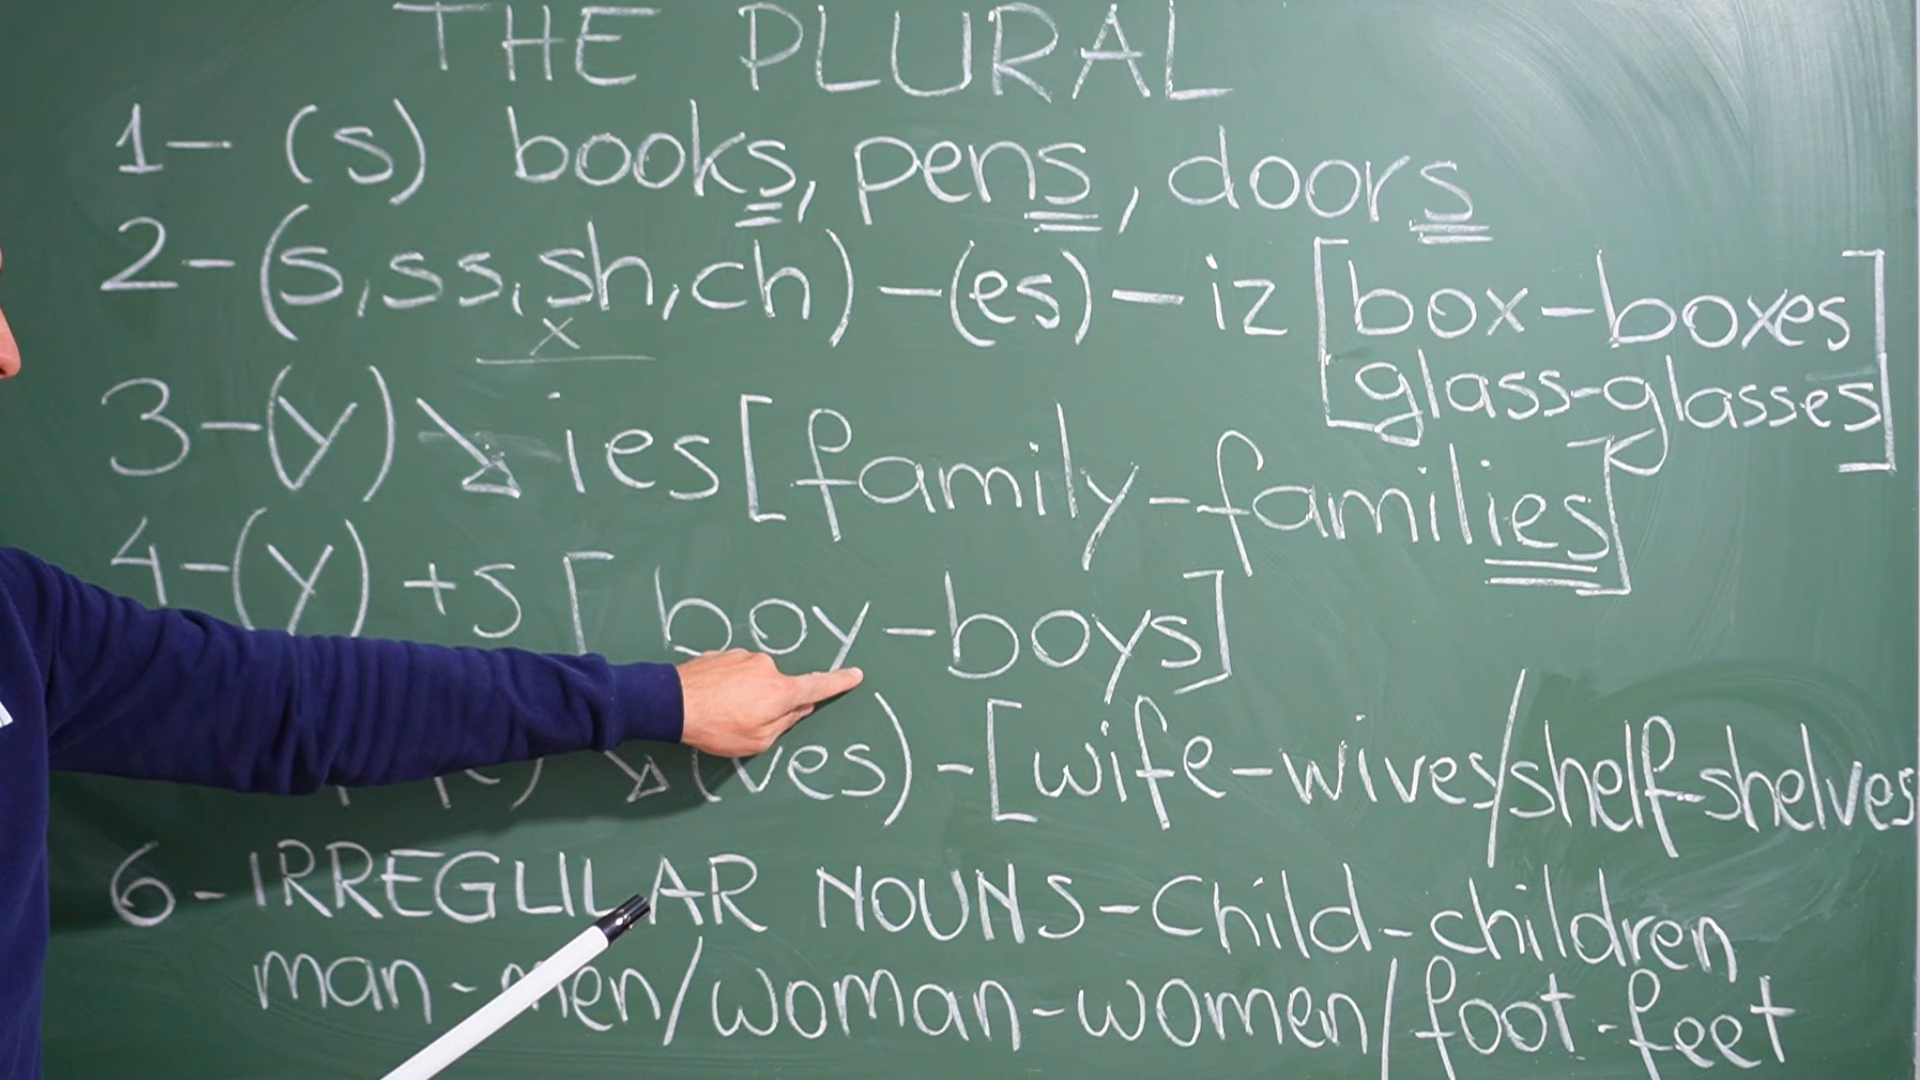 THE PLURAL
1- (s) books, pens, doors
2-(s,ss,sh,ch)-(es)- iz [box-boxes
x
glass-glasses]
3-(y)↘ ies[family-families]
4-(y) +s [boy-boys]
↘(ves)-[wife-wives/shelf-shelves
6-IRREGULAR NOUNS-Child-children
man-men/woman-women/foot-feet